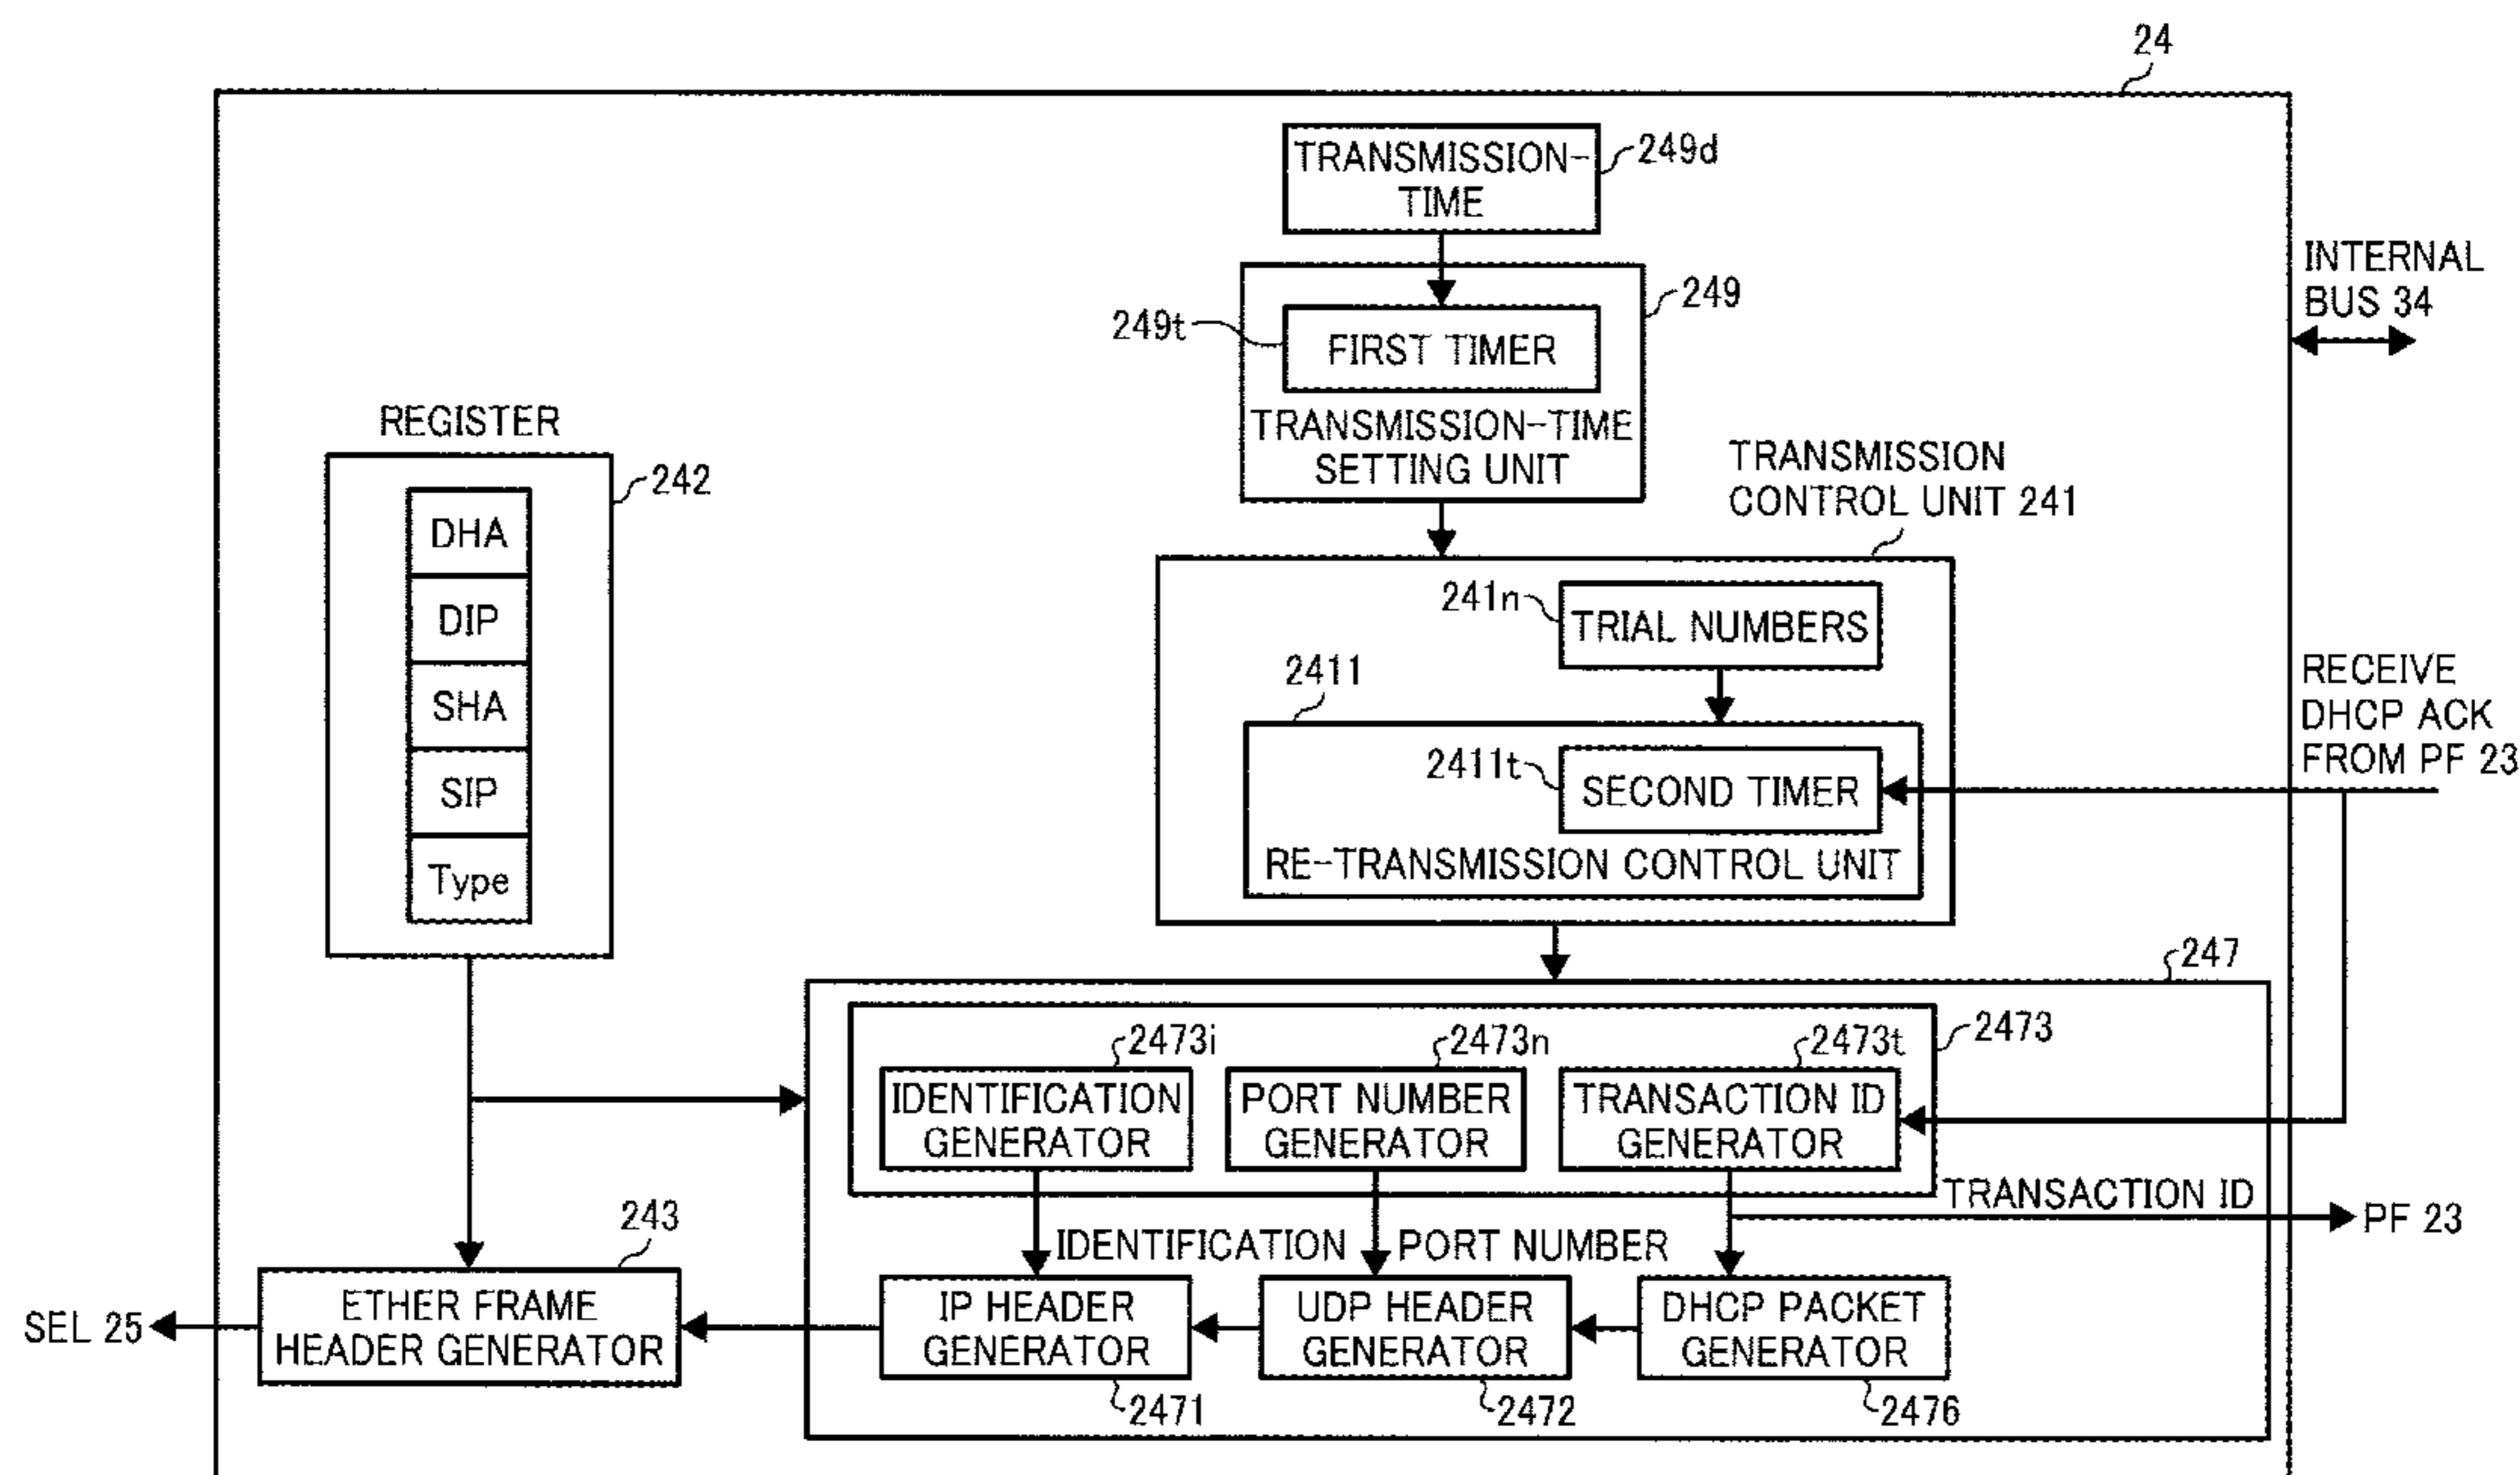 24
TRANSMISSION-
TIME
249d
INTERNAL
BUS 34
249
249t
FIRST TIMER
TRANSMISSION-TIME
SETTING UNIT
REGISTER
242
DHA
DIP
SHA
SIP
Type
TRANSMISSION
CONTROL UNIT 241
241n
TRIAL NUMBERS
2411
2411t
SECOND TIMER
RE-TRANSMISSION CONTROL UNIT
RECEIVE
DHCP ACK
FROM PF 23
247
2473
2473i
2473n
2473t
IDENTIFICATION
GENERATOR
PORT NUMBER
GENERATOR
TRANSACTION ID
GENERATOR
TRANSACTION ID
PF 23
IDENTIFICATION
PORT NUMBER
243
SEL 25
ETHER FRAME
HEADER GENERATOR
IP HEADER
GENERATOR
UDP HEADER
GENERATOR
DHCP PACKET
GENERATOR
2471
2472
2476